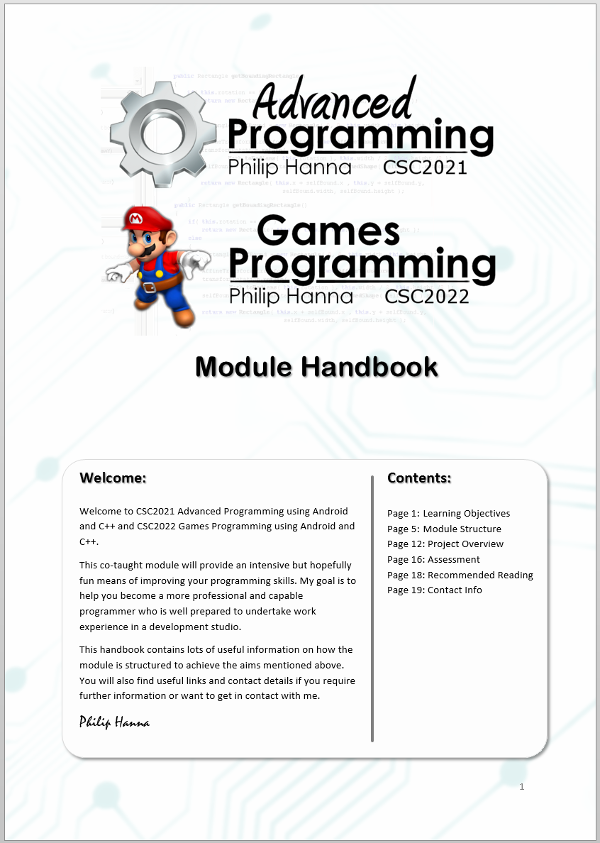 Advanced
Programming
Philip Hanna CSC2021
Games
Programming
Philip Hanna CSC2022
Module Handbook
Welcome:
Welcome to CSC2021 Advanced Programming using Android
and C++ and CSC2022 Games Programming using Android and
C++.
This co-taught module will provide an intensive but hopefully
fun means of improving your programming skills. My goal is to
help you become a more professional and capable
programmer who is well prepared to undertake work
experience in a development studio.
This handbook contains lots of useful information on how the
module is structured to achieve the aims mentioned above.
You will also find useful links and contact details if you require
further information or want to get in contact with me.
Philip Hanna
Contents:
Page 1: Learning Objectives
Page 5: Module Structure
Page 12: Project Overview
Page 16: Assessment
Page 18: Recommended Reading
Page 19: Contact Info
1